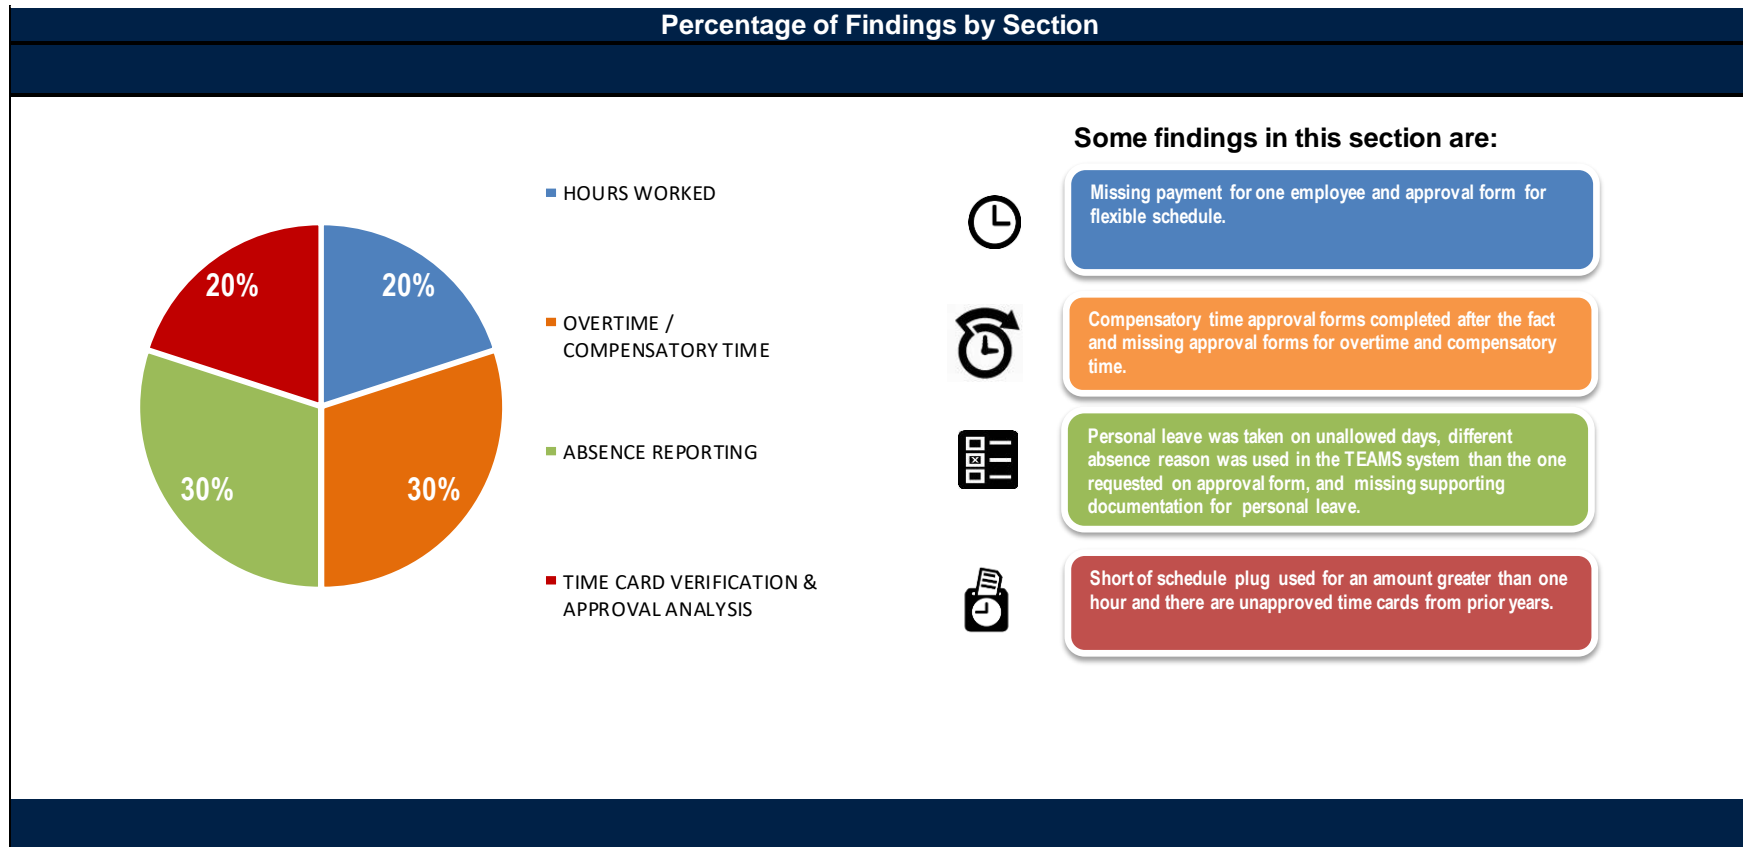 Percentage of Findings by Section
20%
20%
30%
30%
HOURS WORKED
OVERTIME /
COMPENSATORY TIME
ABSENCE REPORTING
TIME CARD VERIFICATION &
APPROVAL ANALYSIS
Some findings in this section are:
Missing payment for one employee and approval form for
flexible schedule.
Compensatory time approval forms completed after the fact
and missing approval forms for overtime and compensatory
time.
Personal leave was taken on unallowed days, different
absence reason was used in the TEAMS system than the one
requested on approval form, and missing supporting
documentation for personal leave.
Short of schedule plug used for an amount greater than one
hour and there are unapproved time cards from prior years.